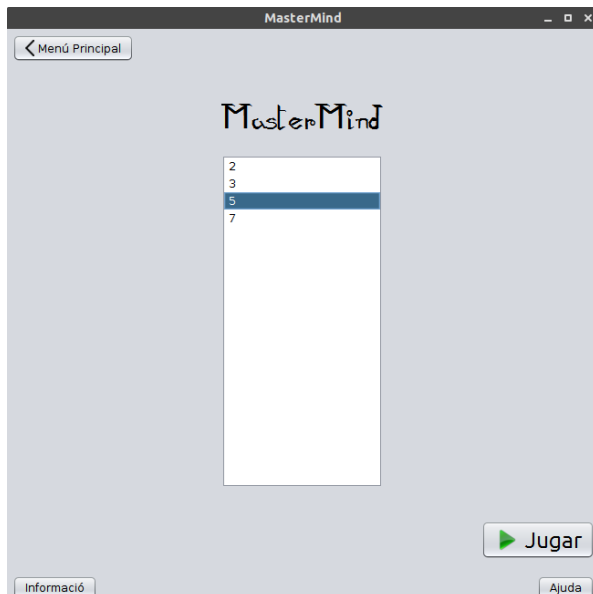 MasterMind
Menú Principal
MasterMind
2
3
5
7
Jugar
Informació
Ajuda